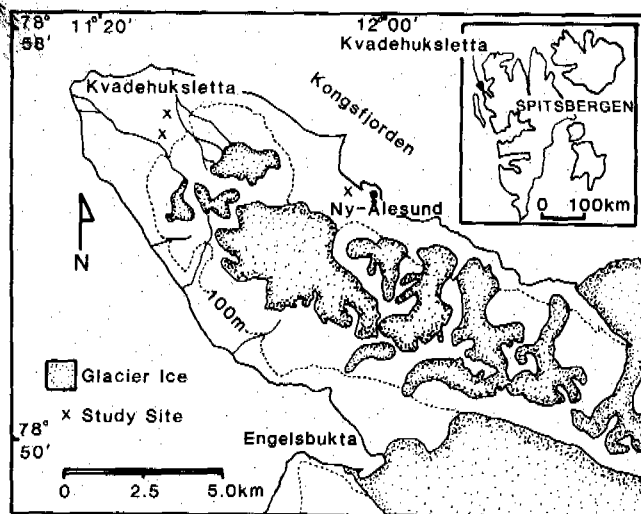 78°
58'
11°20'
12°00'
Kvadehuksletta
SPITSBERGEN
0 100km
Kvadehuksletta
Kongsfjorden
Ny-Ålesund
N
100m
Glacier Ice
x Study Site
78°
50'
Engelsbukta
0 2.5 5.0km